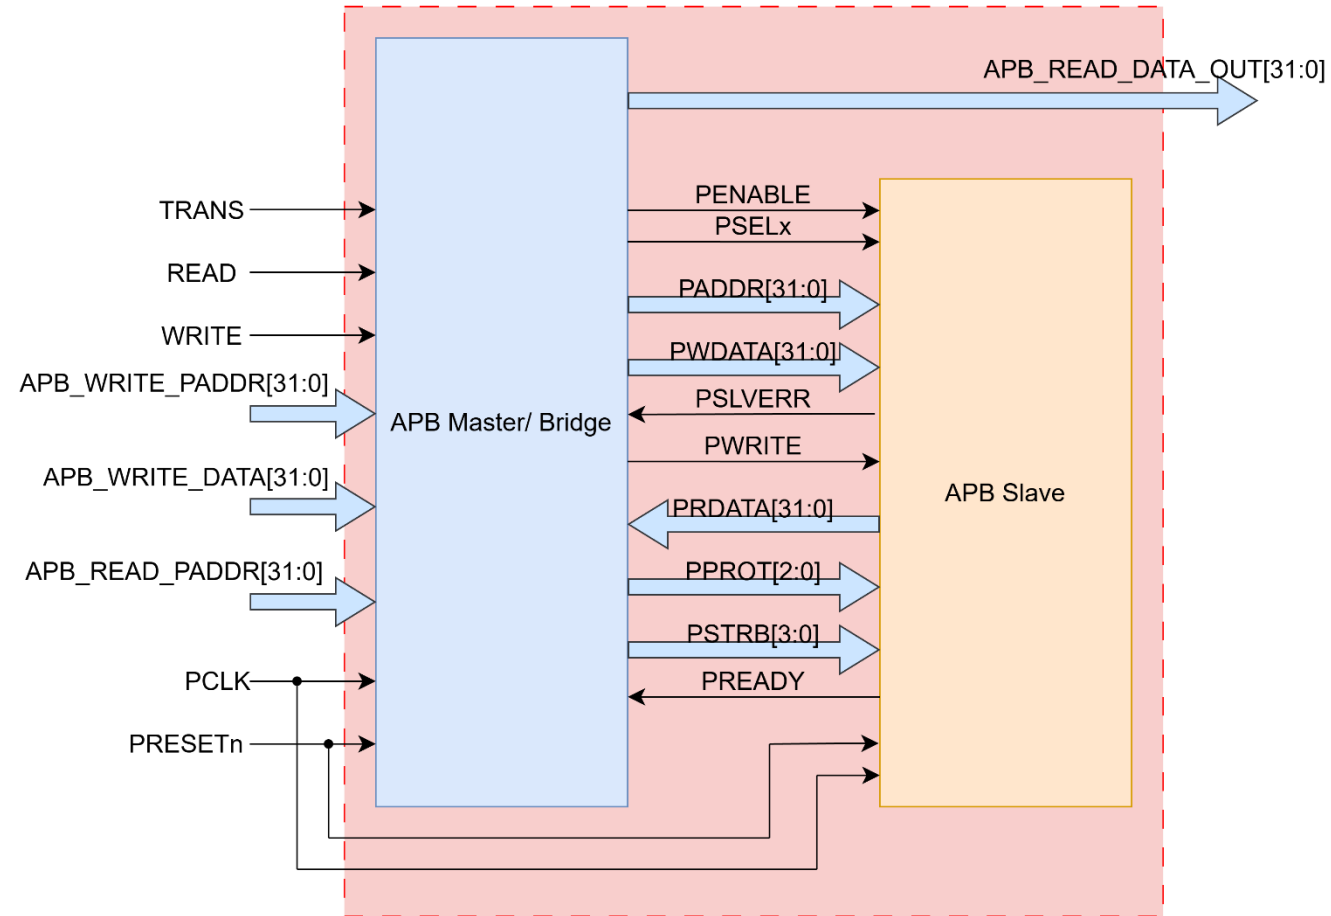 APB_READ_DATA_OUT[31:0]
TRANS
READ
WRITE
APB_WRITE_PADDR[31:0]
APB_WRITE_DATA[31:0]
APB_READ_PADDR[31:0]
PCLK
PRESETn
APB Master/ Bridge
PENABLE
PSELx
PADDR[31:0]
PWDATA[31:0]
PSLVERR
PWRITE
PRDATA[31:0]
PPROT[2:0]
PSTRB[3:0]
PREADY
APB Slave